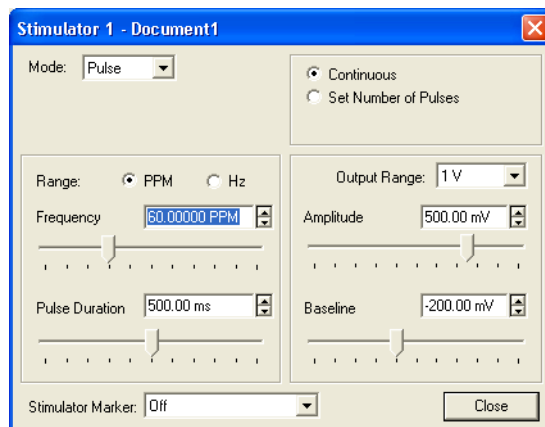 Stimulator 1 - Document1
Mode: Pulse
Continuous
Set Number of Pulses
Range: PPM Hz
Frequency 60.00000 PPM
Pulse Duration 500.00 ms
Output Range: 1 V
Amplitude 500.00 mV
Baseline -200.00 mV
Stimulator Marker: Off
Close